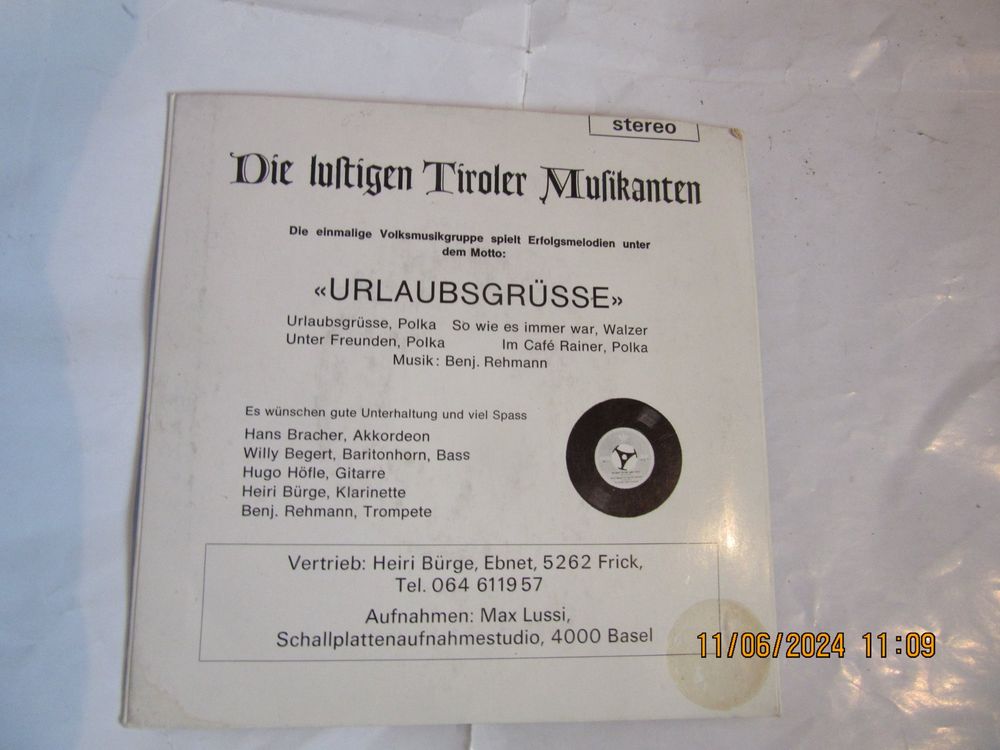 stereo
Die luſtigen Tiroler Muſikanten
Die einmalige Volksmusikgruppe spielt Erfolgsmelodien unter
dem Motto:
«URLAUBSGRÜSSE»
Urlaubsgrüsse, Polka So wie es immer war, Walzer
Unter Freunden, Polka Im Café Rainer, Polka
Musik: Benj. Rehmann
Es wünschen gute Unterhaltung und viel Spass
Hans Bracher, Akkordeon
Willy Begert, Baritonhorn, Bass
Hugo Höfle, Gitarre
Heiri Bürge, Klarinette
Benj. Rehmann, Trompete
Vertrieb: Heiri Bürge, Ebnet, 5262 Frick,
Tel. 064 61 19 57
Aufnahmen: Max Lussi,
Schallplattenaufnahmestudio, 4000 Basel
11/06/2024 11:09